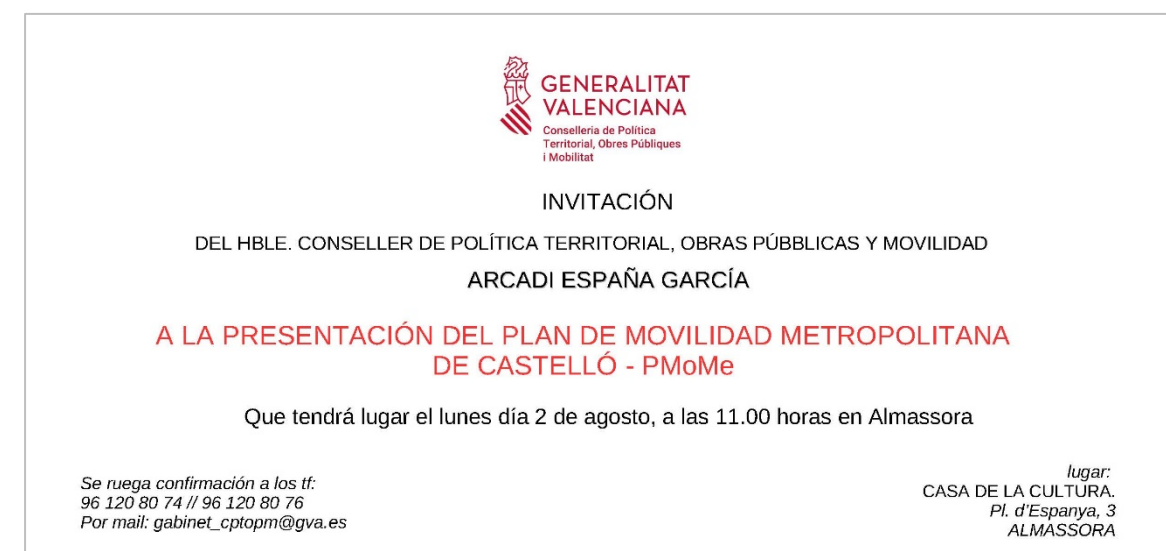 GENERALITAT
VALENCIANA
Conselleria de Política
Territorial, Obres Públiques
i Mobilitat
INVITACIÓN
DEL HBLE. CONSELLER DE POLÍTICA TERRITORIAL, OBRAS PÚBBLICAS Y MOVILIDAD
ARCADI ESPAÑA GARCÍA
A LA PRESENTACIÓN DEL PLAN DE MOVILIDAD METROPOLITANA
DE CASTELLÓ - PMoMe
Que tendrá lugar el lunes día 2 de agosto, a las 11.00 horas en Almassora
Se ruega confirmación a los tf:
96 120 80 74 // 96 120 80 76
Por mail: gabinet_cptopm@gva.es
lugar:
CASA DE LA CULTURA.
Pl. d'Espanya, 3
ALMASSORA